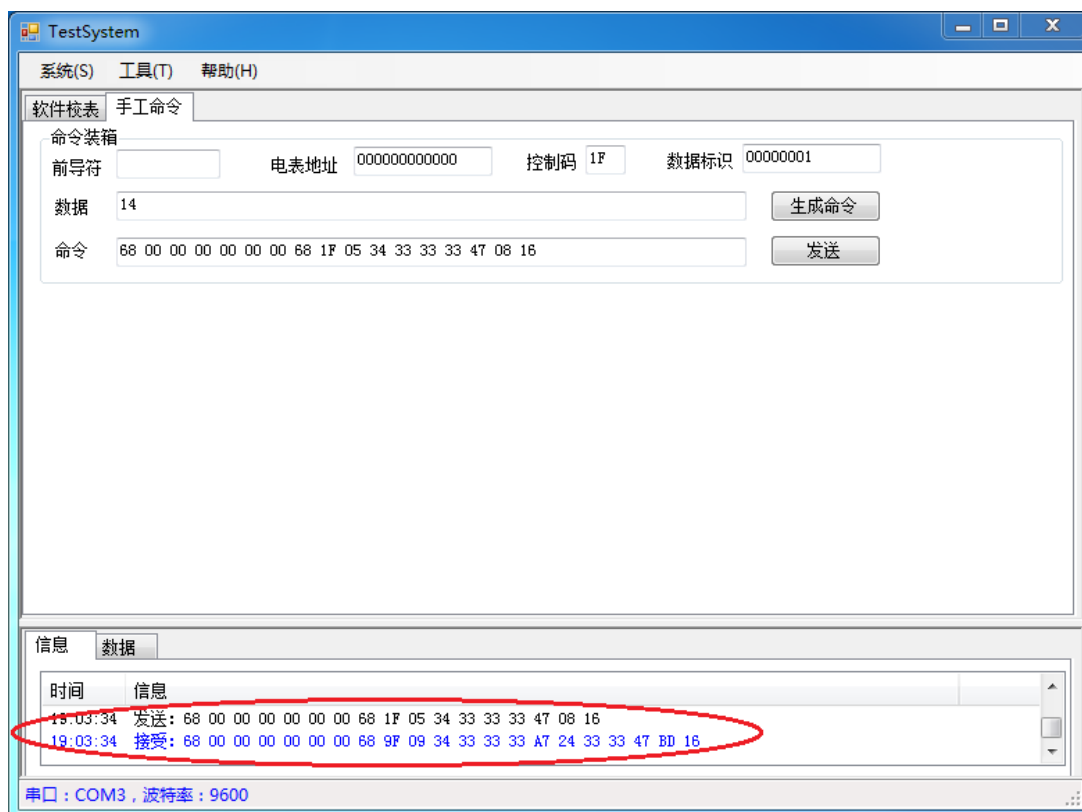 TestSystem
系统(S) 工具(T) 帮助(H)
软件校表 手工命令
命令装箱
前导符 电表地址 000000000000 控制码 1F 数据标识 00000001
数据 14 生成命令
命令 68 00 00 00 00 00 00 68 1F 05 34 33 33 33 47 08 16 发送
信息 数据
时间 信息
19:03:34 发送: 68 00 00 00 00 00 00 68 1F 05 34 33 33 33 47 08 16
19:03:34 接受: 68 00 00 00 00 00 00 68 9F 09 34 33 33 33 A7 24 33 33 47 BD 16
串口：COM3，波特率：9600